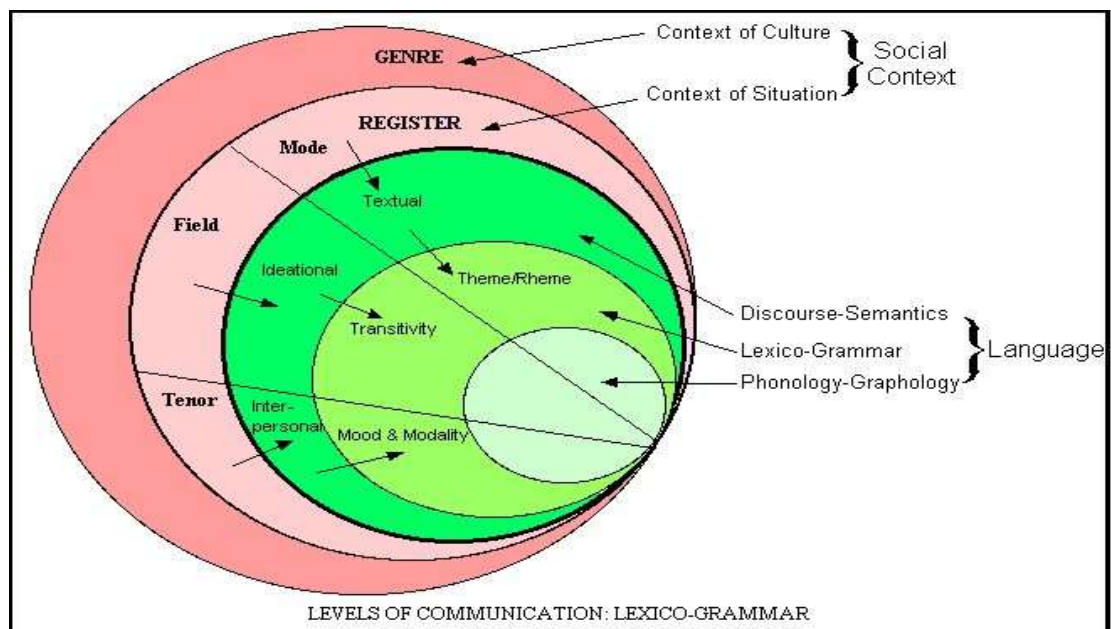 Context of Culture
GENRE
Social
Context
Context of Situation
REGISTER
Mode
Textual
Field
Ideational
Theme/Rheme
Transitivity
Discourse-Semantics
Lexico-Grammar
Language
Phonology-Graphology
Tenor
Inter-
personal
Mood & Modality
LEVELS OF COMMUNICATION: LEXICO-GRAMMAR